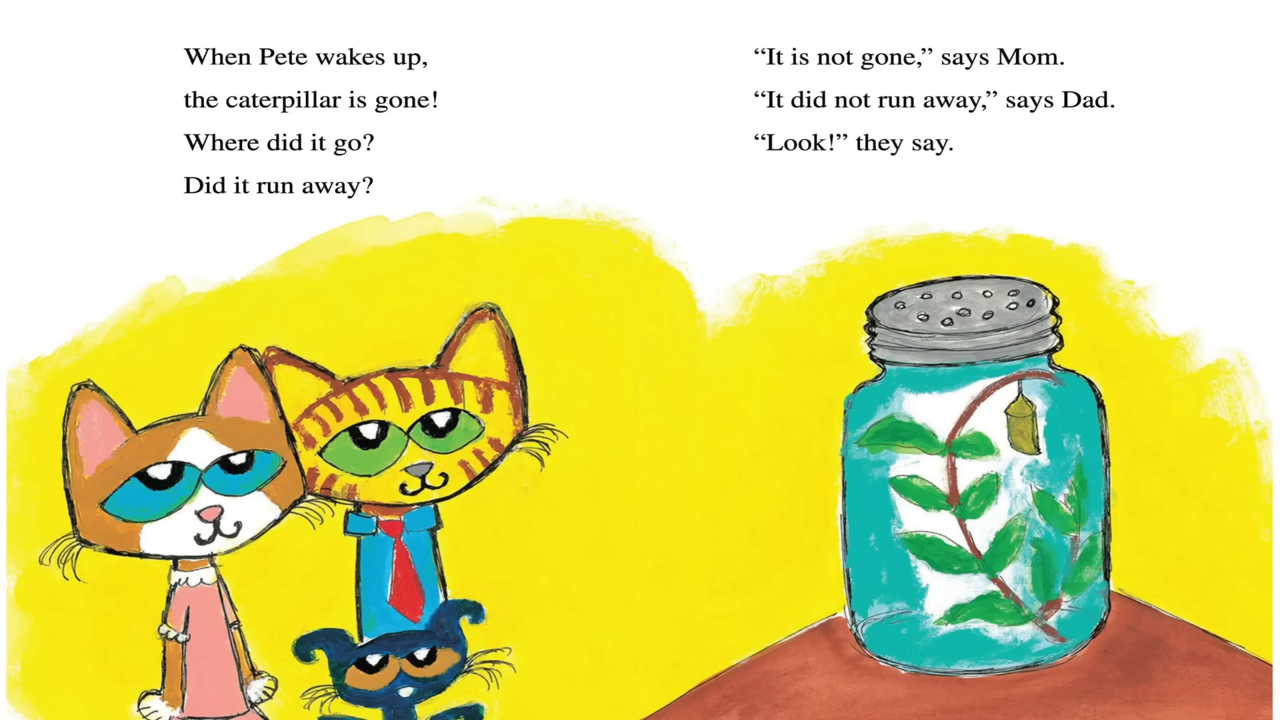 When Pete wakes up,
the caterpillar is gone!
Where did it go?
Did it run away?
“It is not gone,” says Mom.
“It did not run away,” says Dad.
“Look!” they say.